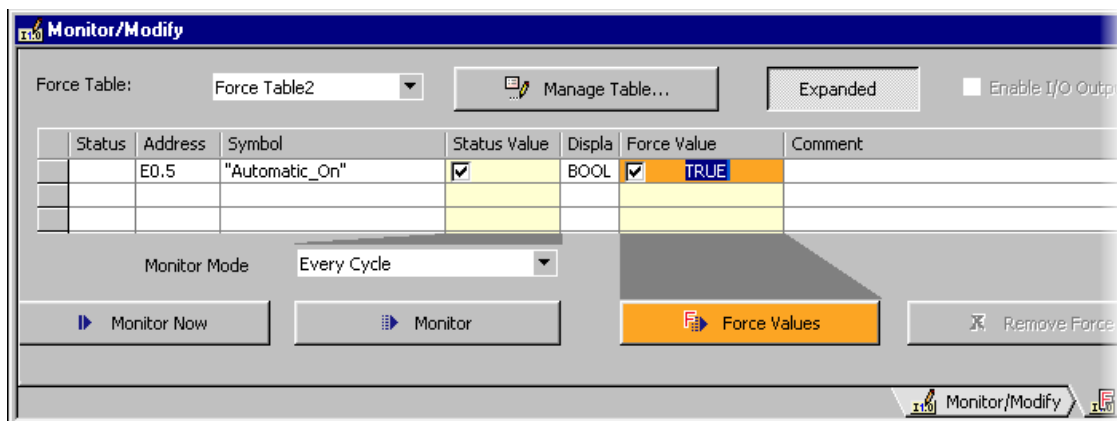 Monitor/Modify
Force Table: Force Table2 Manage Table... Expanded Enable I/O Outp
Status Address Symbol Status Value Displa Force Value Comment
E0.5 "Automatic_On" BOOL TRUE
Monitor Mode Every Cycle
Monitor Now Monitor F Force Values Remove Force
Monitor/Modify